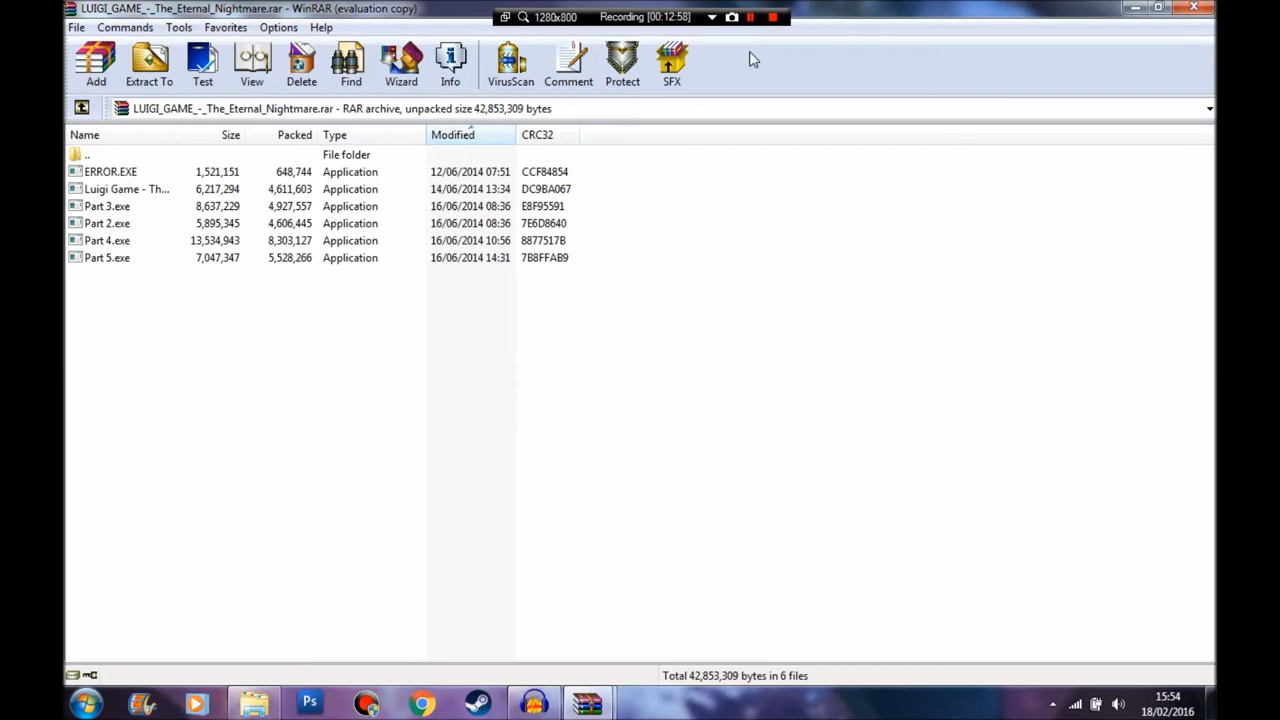 LUIGI_GAME_-_The_Eternal_Nightmare.rar - WinRAR (evaluation copy)
1280x800 Recording [00:12:58]
File Commands Tools Favorites Options Help
Add Extract To Test View Delete Find Wizard Info VirusScan Comment Protect SFX
LUIGI_GAME_-_The_Eternal_Nightmare.rar - RAR archive, unpacked size 42,853,309 bytes
Name Size Packed Type Modified CRC32
.. File folder
ERROR.EXE 1,521,151 648,744 Application 12/06/2014 07:51 CCF84854
Luigi Game - Th... 6,217,294 4,611,603 Application 14/06/2014 13:34 DC9BA067
Part 3.exe 8,637,229 4,927,557 Application 16/06/2014 08:36 E8F95591
Part 2.exe 5,895,345 4,606,445 Application 16/06/2014 08:36 7E6D8640
Part 4.exe 13,534,943 8,303,127 Application 16/06/2014 10:56 8877517B
Part 5.exe 7,047,347 5,528,266 Application 16/06/2014 14:31 7B8FFAB9
Total 42,853,309 bytes in 6 files
Ps
15:54
18/02/2016